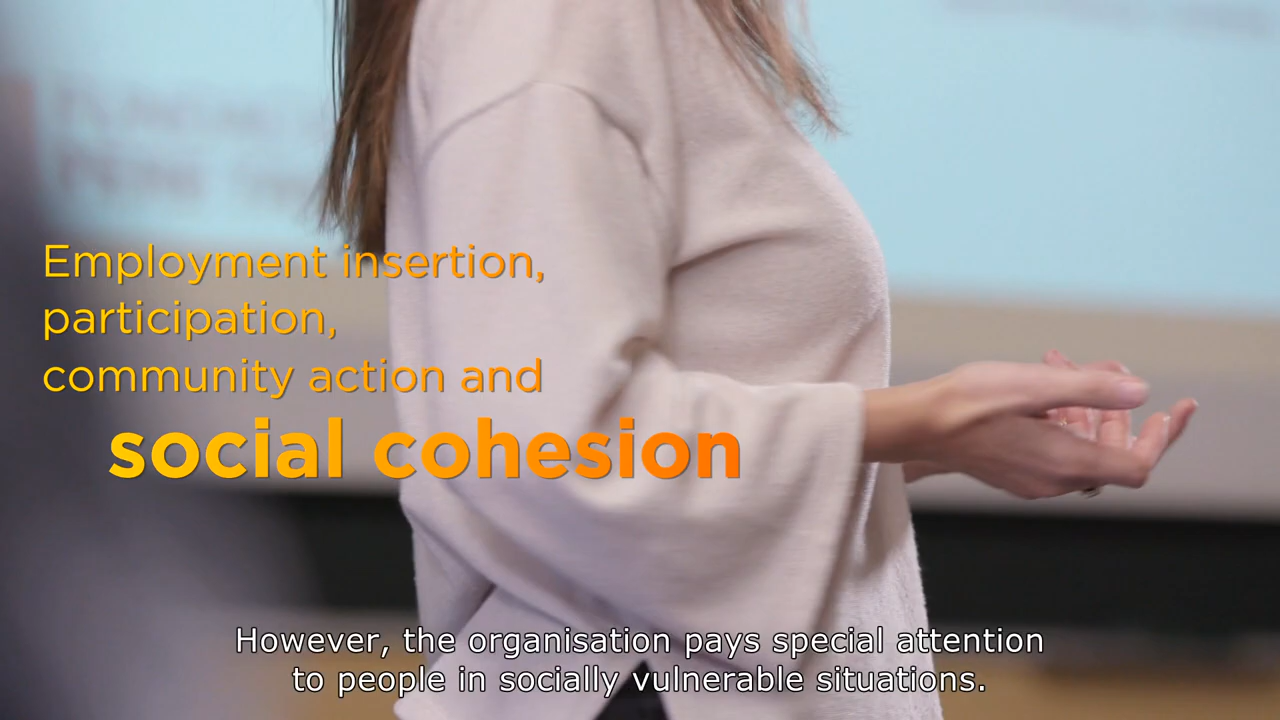 Employment insertion,
participation,
community action and
social cohesion
However, the organisation pays special attention
to people in socially vulnerable situations.